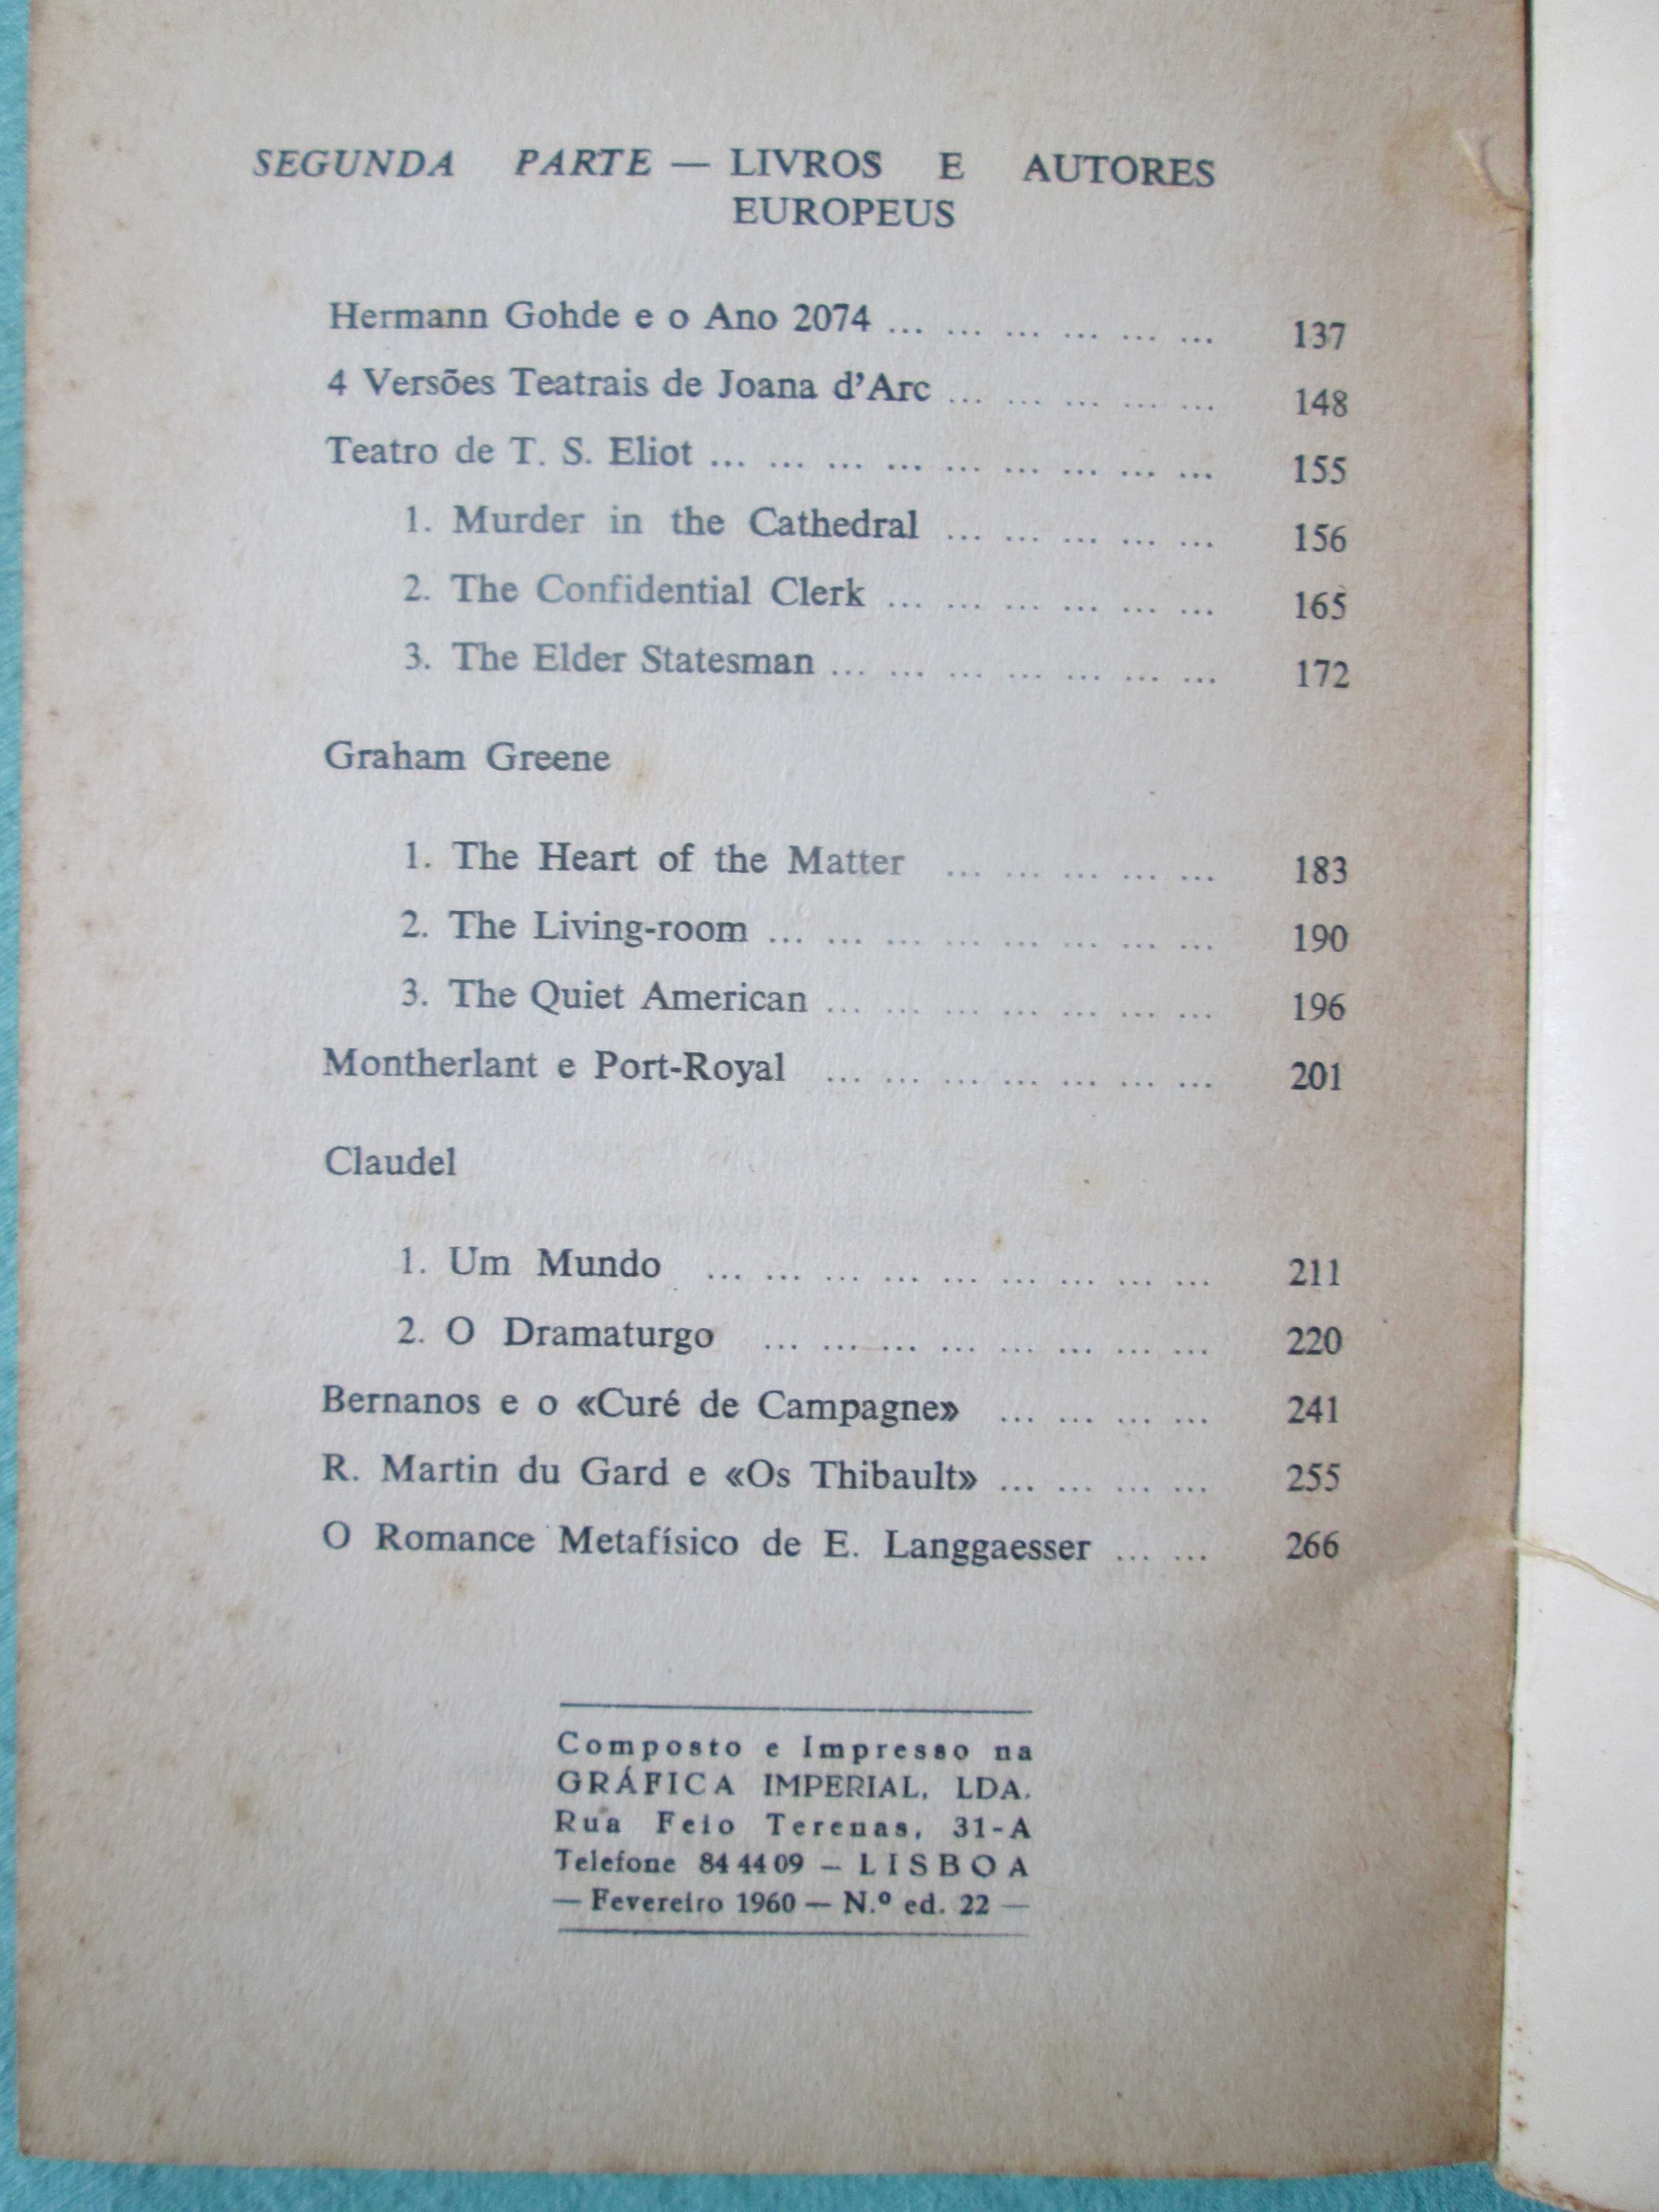 SEGUNDA PARTE — LIVROS E AUTORES
EUROPEUS
Hermann Gohde e o Ano 2074 ... ... ... ... ... ... 137
4 Versões Teatrais de Joana d'Arc ... ... ... ... ... 148
Teatro de T. S. Eliot ... ... ... ... ... ... ... ... ... 155
1. Murder in the Cathedral ... ... ... ... ... 156
2. The Confidential Clerk ... ... ... ... ... ... 165
3. The Elder Statesman ... ... ... ... ... ... ... 172
Graham Greene
1. The Heart of the Matter ... ... ... ... ... 183
2. The Living-room ... ... ... ... ... ... ... ... 190
3. The Quiet American ... ... ... ... ... ... ... 196
Montherlant e Port-Royal ... ... ... ... ... ... ... 201
Claudel
1. Um Mundo ... ... ... ... ... ... ... ... ... 211
2. O Dramaturgo ... ... ... ... ... ... ... ... 220
Bernanos e o «Curé de Campagne» ... ... ... ... 241
R. Martin du Gard e «Os Thibault» ... ... ... ... 255
O Romance Metafísico de E. Langgaesser ... ... 266
Composto e Impresso na
GRÁFICA IMPERIAL, LDA.
Rua Feio Terenas, 31-A
Telefone 84 44 09 — LISBOA
— Fevereiro 1960 — N.º ed. 22 —